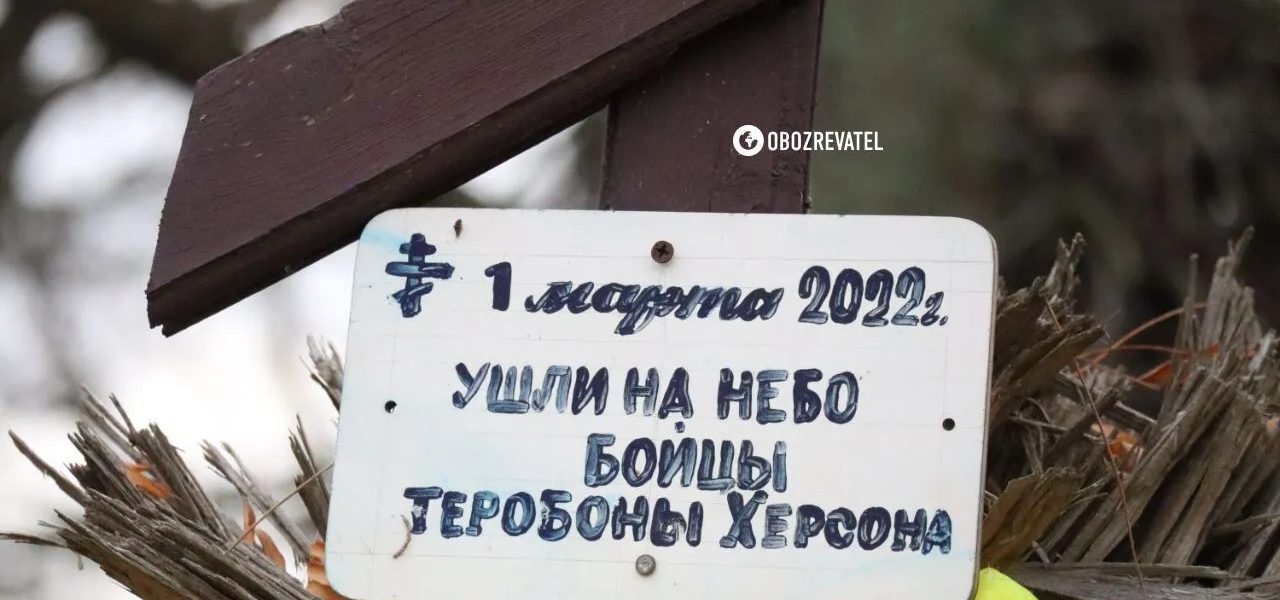 OBOZREVATEL
1 марта 2022г.
УШЛИ НА НЕБО
БОЙЦЫ
ТЕРОБОНЫ ХЕРСОНА